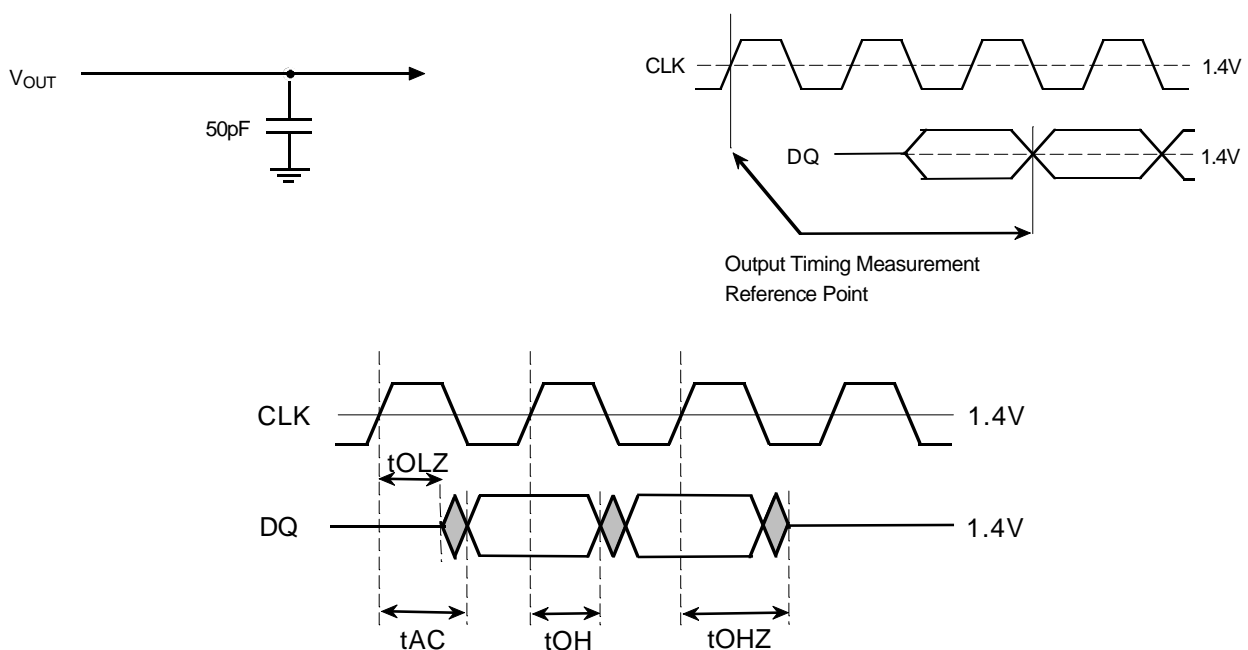 VOUT
50pF
CLK
1.4V
DQ
1.4V
Output Timing Measurement
Reference Point
CLK
1.4V
tOLZ
DQ
1.4V
tAC
tOH
tOHZ